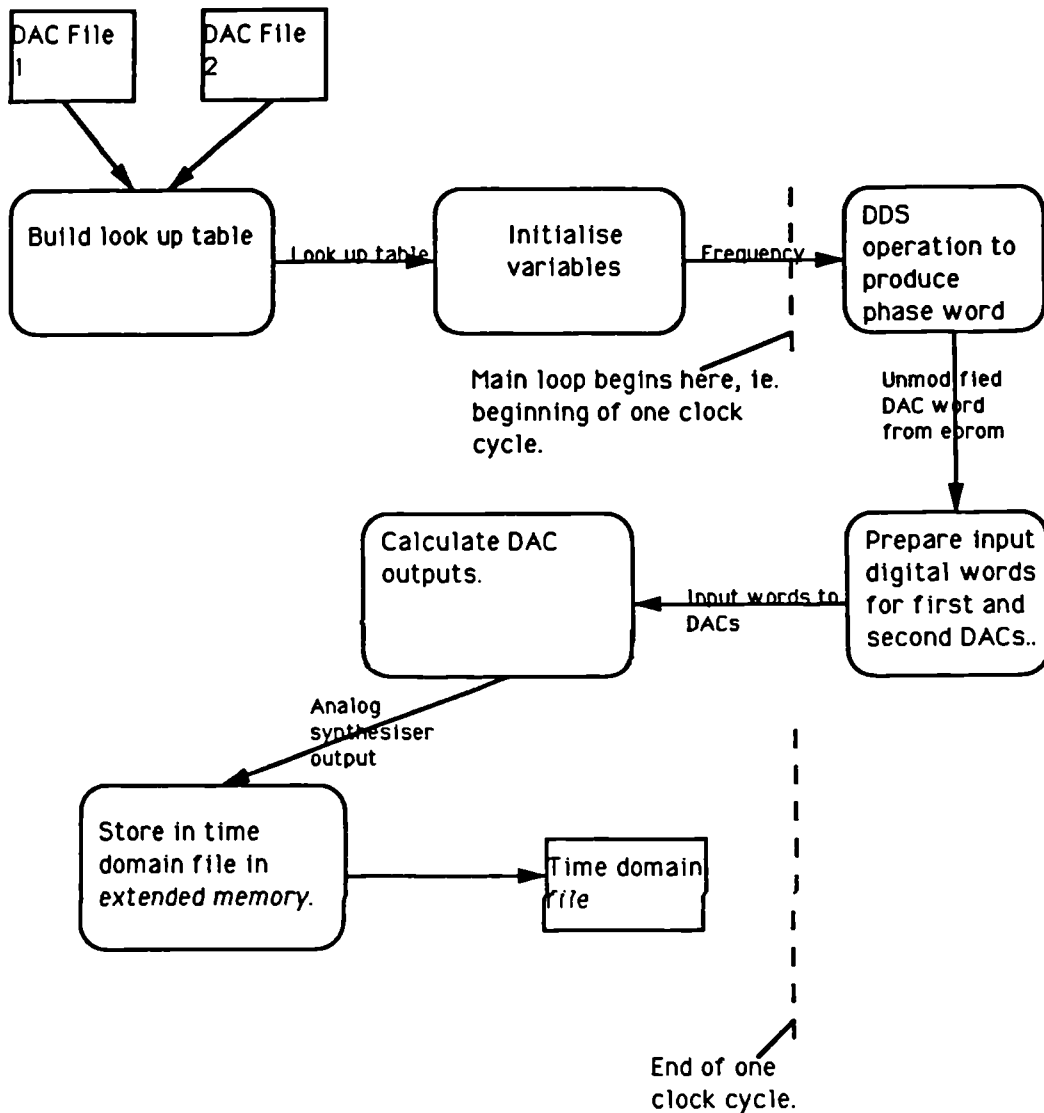 DAC File
1
DAC File
2
Build look up table
Look up table
Initialise
variables
Frequency
DDS
operation to
produce
phase word
Main loop begins here, ie.
beginning of one clock
cycle.
Unmodified
DAC word
from eprom
Calculate DAC
outputs.
Input words to
DACs
Prepare input
digital words
for first and
second DACs..
Analog
synthesiser
output
Store in time
domain file in
extended memory.
Time domain
file
End of one
clock cycle.